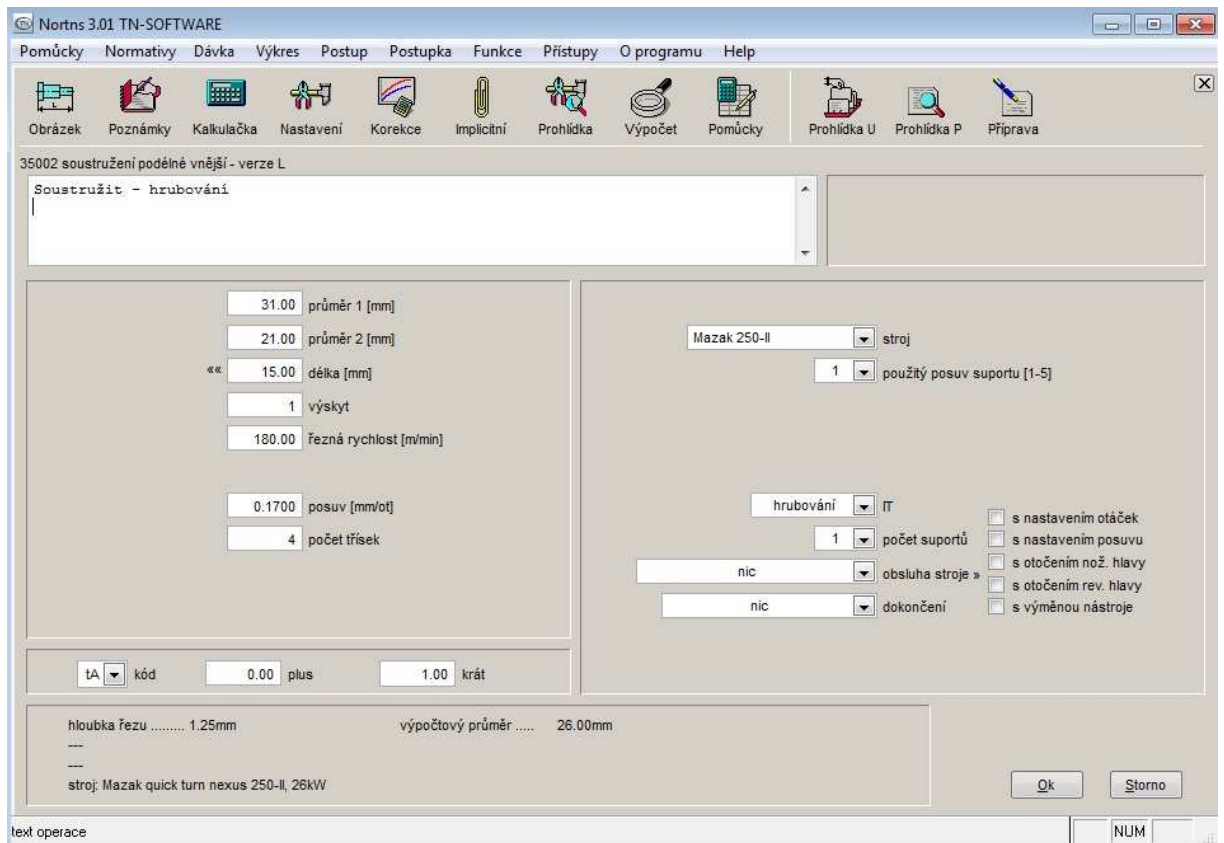 Nortns 3.01 TN-SOFTWARE
Pomůcky Normativy Dávka Výkres Postup Postupka Funkce Přístupy O programu Help
Obrázek Poznámky Kalkulačka Nastavení Korekce Implicitní Prohlídka Výpočet Pomůcky Prohlídka U Prohlídka P Příprava
35002 soustružení podélné vnější - verze L
Soustružit - hrubování
31.00 průměr 1 [mm]
21.00 průměr 2 [mm]
«« 15.00 délka [mm]
1 výskyt
180.00 řezná rychlost [m/min]
0.1700 posuv [mm/ot]
4 počet třísek
Mazak 250-II stroj
1 použitý posuv suportu [1-5]
hrubování IT
1 počet suportů
nic obsluha stroje »
nic dokončení
s nastavením otáček
s nastavením posuvu
s otočením nož. hlavy
s otočením rev. hlavy
s výměnou nástroje
tA kód 0.00 plus 1.00 krát
hloubka řezu ......... 1.25mm výpočtový průměr ..... 26.00mm
---
---
stroj: Mazak quick turn nexus 250-II, 26kW
Ok Storno
text operace NUM